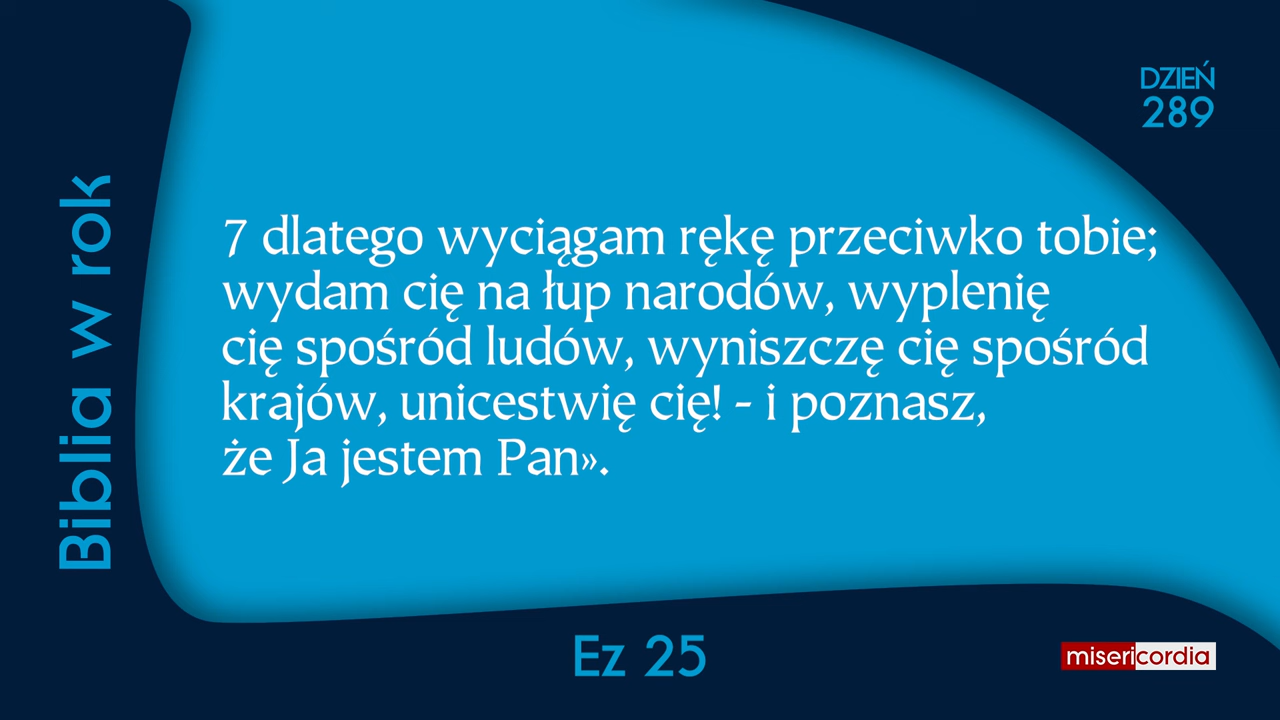 DZIEŃ
289
Biblia w rok
7 dlatego wyciągam rękę przeciwko tobie;
wydam cię na łup narodów, wyplenię
cię spośród ludów, wyniszczę cię spośród
krajów, unicestwię cię! - i poznasz,
że Ja jestem Pan».
Ez 25
misericordia